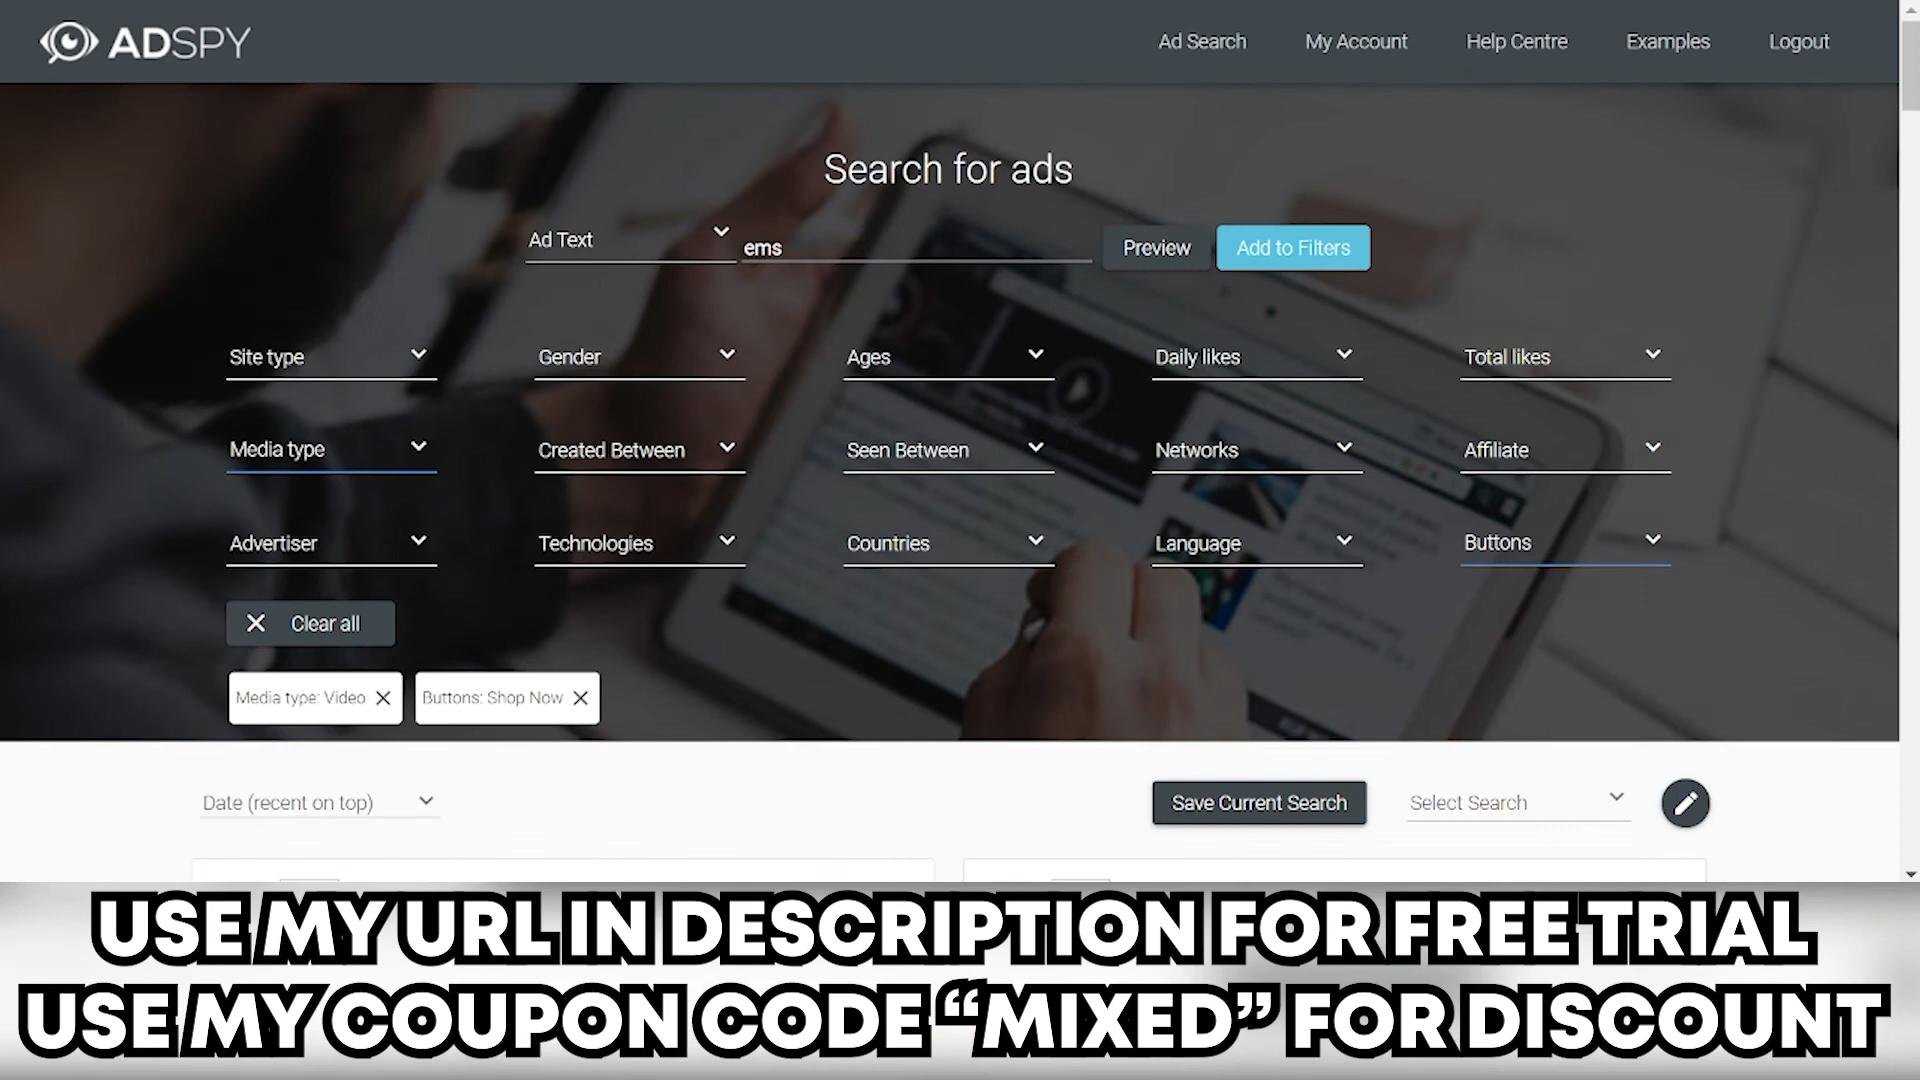 ADSPY
Ad Search
My Account
Help Centre
Examples
Logout
Search for ads
Ad Text
ems
Preview
Add to Filters
Site type
Gender
Ages
Daily likes
Total likes
Media type
Created Between
Seen Between
Networks
Affiliate
Advertiser
Technologies
Countries
Language
Buttons
Clear all
Media type: Video
Buttons: Shop Now
Date (recent on top)
Save Current Search
Select Search
USE MY URL IN DESCRIPTION FOR FREE TRIAL
USE MY COUPON CODE “MIXED” FOR DISCOUNT